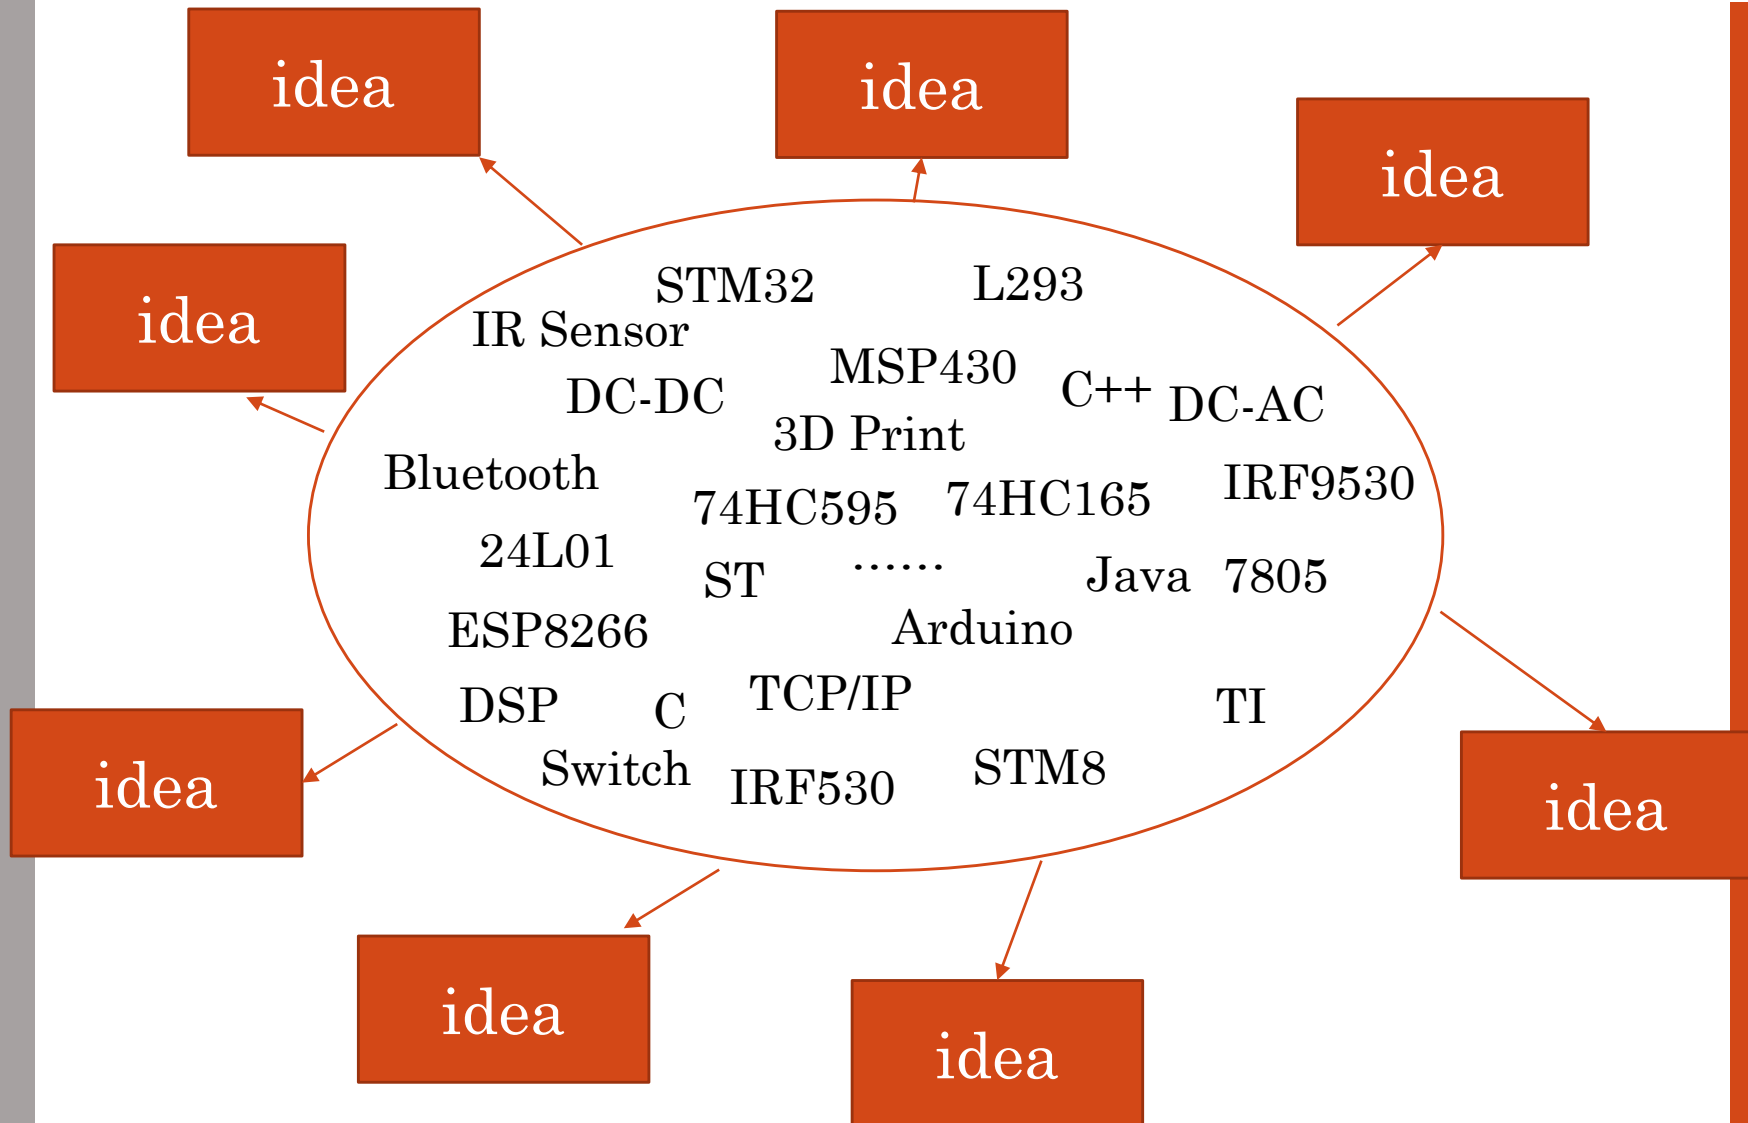 idea
idea
idea
idea
STM32
L293
IR Sensor
MSP430
C++
DC-AC
DC-DC
3D Print
Bluetooth
74HC595
74HC165
IRF9530
24L01
ST
......
Java
7805
ESP8266
Arduino
DSP
C
TCP/IP
TI
Switch
IRF530
STM8
idea
idea
idea
idea